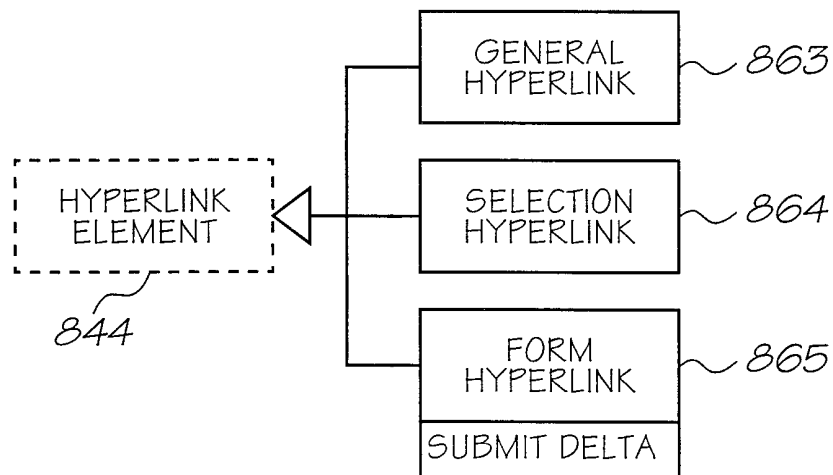 GENERAL
HYPERLINK
863
HYPERLINK
ELEMENT
844
SELECTION
HYPERLINK
864
FORM
HYPERLINK
865
SUBMIT DELTA